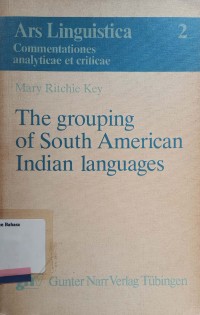 Ars Linguistica
2
Commentationes
analyticae et criticae
Mary Ritchie Key
The grouping
of South American
Indian languages
Gunter Narr Verlag Tübingen